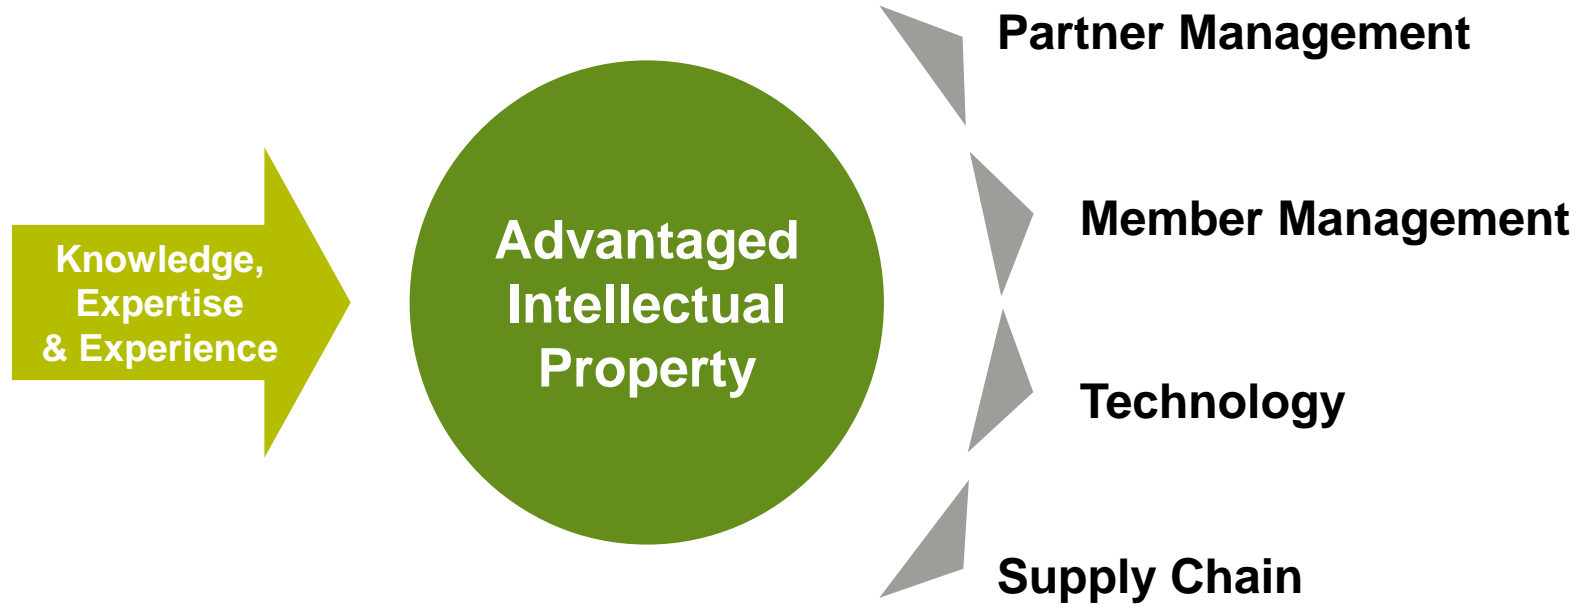 Knowledge,
Expertise
& Experience
Advantaged
Intellectual
Property
Partner Management
Member Management
Technology
Supply Chain